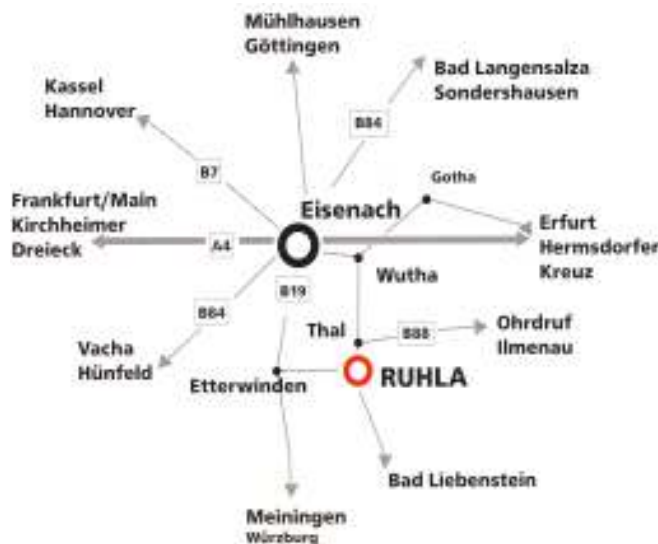 Mühlhausen
Göttingen
Bad Langensalza
Sondershausen
Kassel
Hannover
B84
B7
Gotha
Frankfurt/Main
Kirchheimer
Dreieck
Eisenach
Erfurt
Hermsdorfer
Kreuz
A4
Wutha
B19
B84
Thal
B88
Ohrdruf
Ilmenau
Vacha
Hünfeld
Etterwinden
RUHLA
Bad Liebenstein
Meiningen
Würzburg